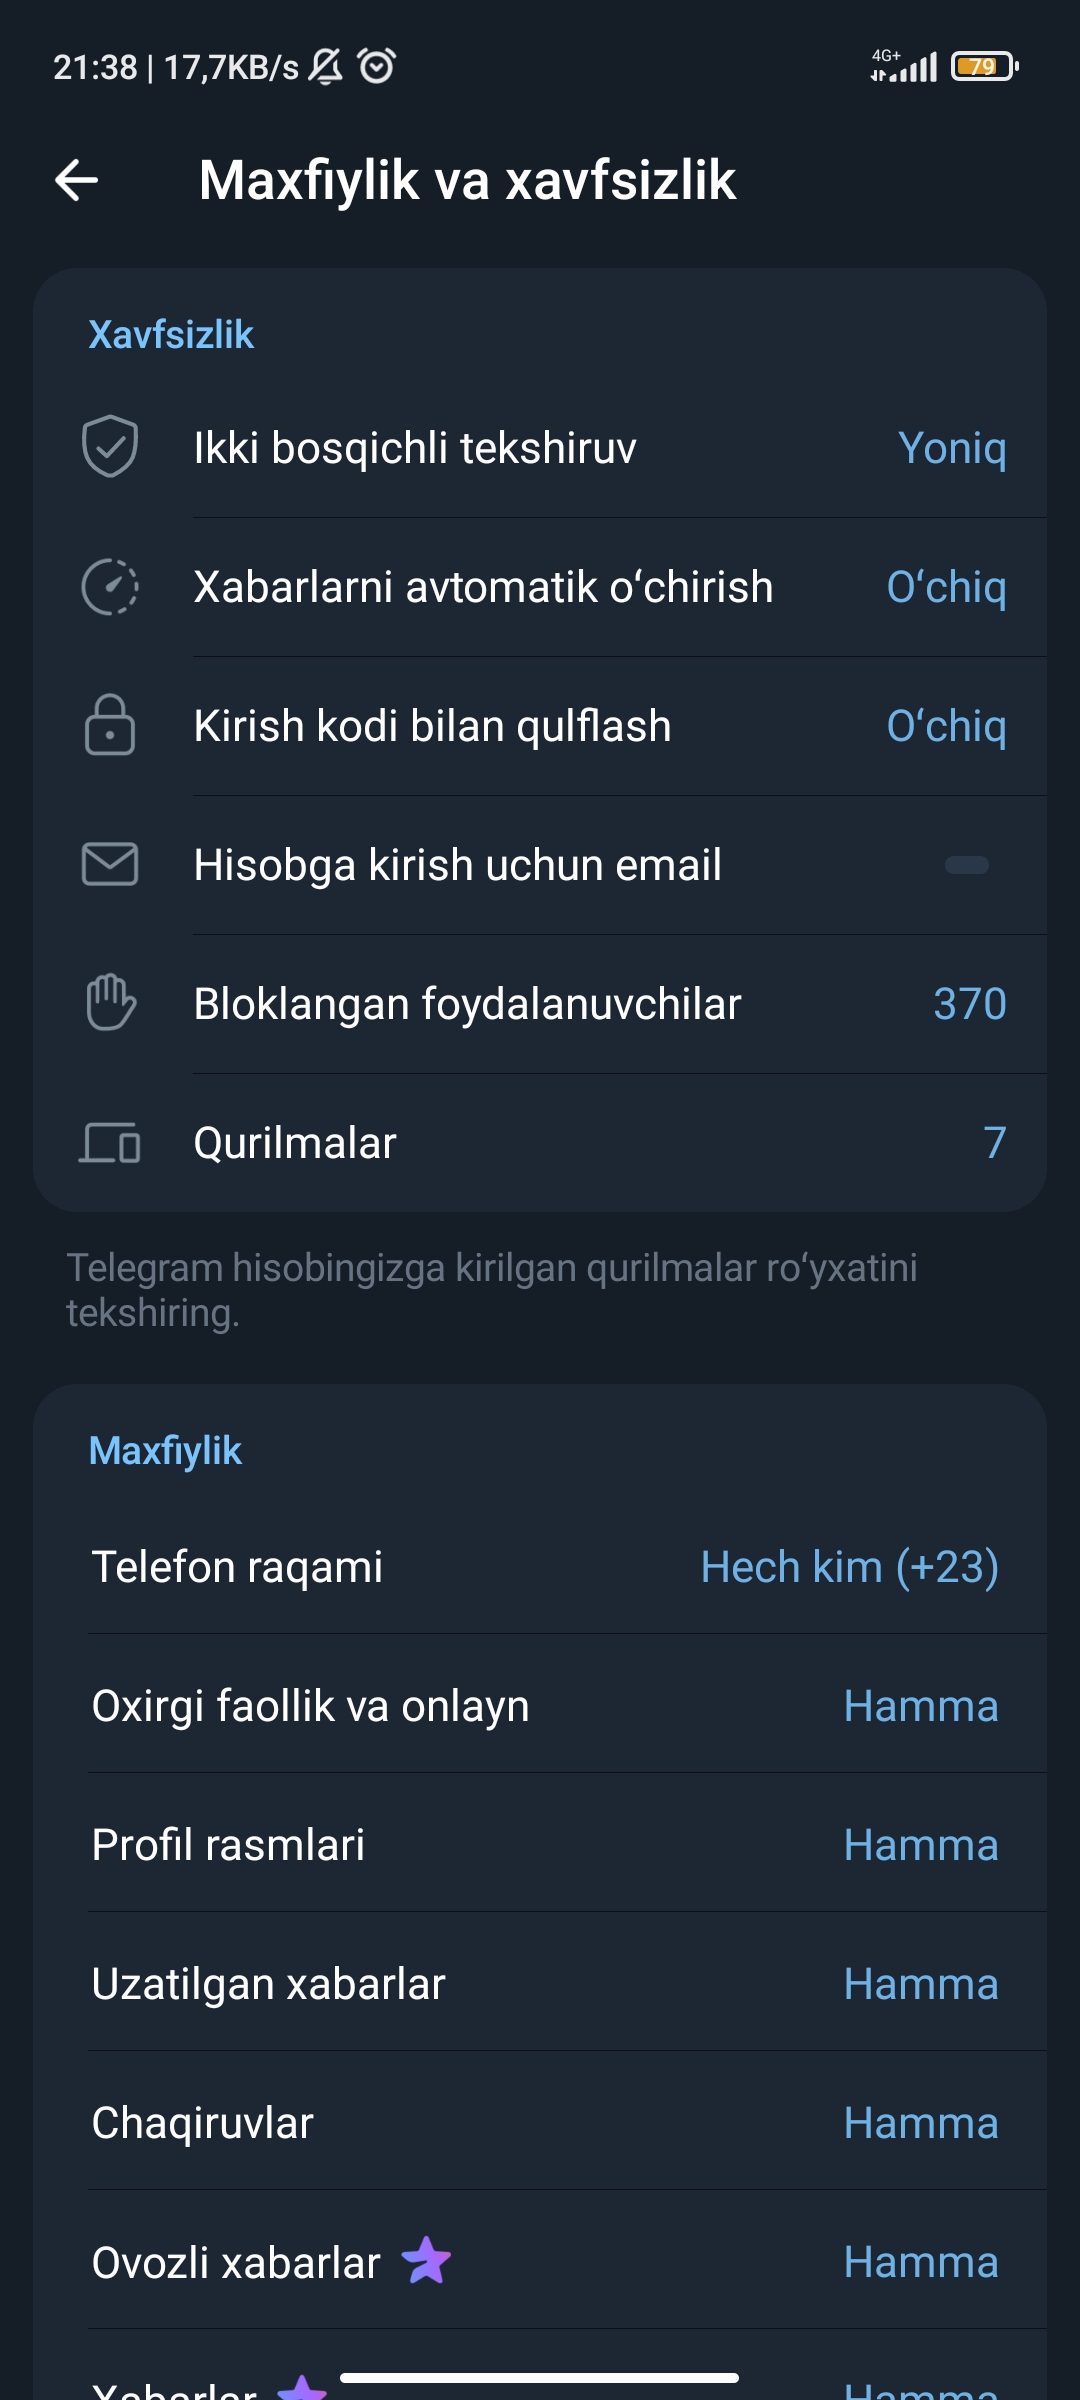 21:38 | 17,7KB/s
4G+
79
Maxfiylik va xavfsizlik
Xavfsizlik
Ikki bosqichli tekshiruv Yoniq
Xabarlarni avtomatik oʻchirish Oʻchiq
Kirish kodi bilan qulflash Oʻchiq
Hisobga kirish uchun email
Bloklangan foydalanuvchilar 370
Qurilmalar 7
Telegram hisobingizga kirilgan qurilmalar roʻyxatini
tekshiring.
Maxfiylik
Telefon raqami Hech kim (+23)
Oxirgi faollik va onlayn Hamma
Profil rasmlari Hamma
Uzatilgan xabarlar Hamma
Chaqiruvlar Hamma
Ovozli xabarlar Hamma
Xabarlar Hamma